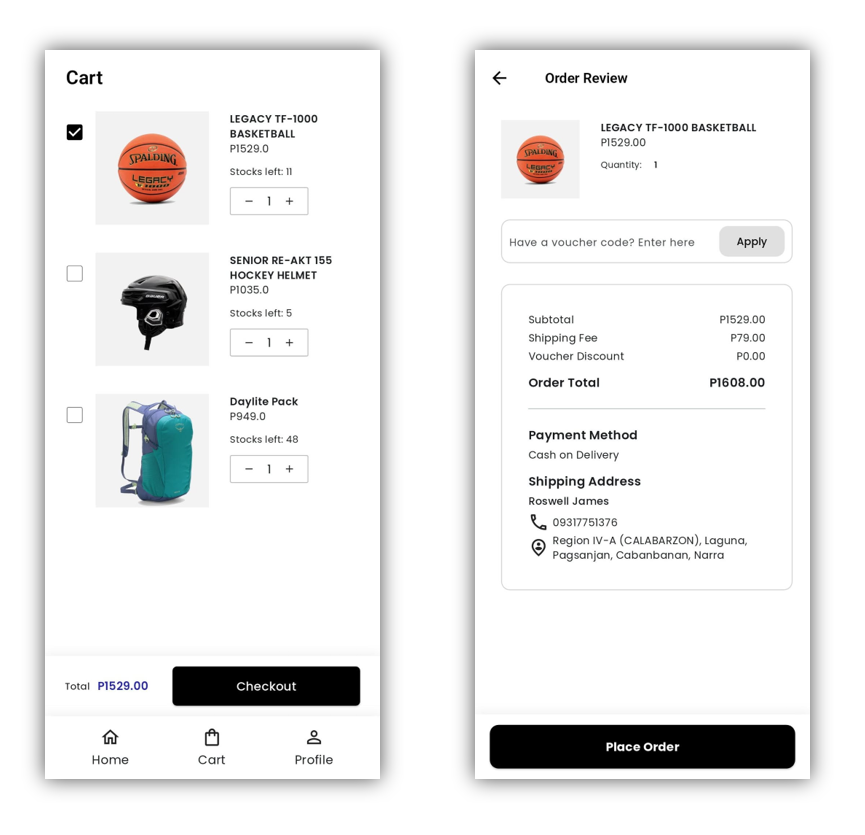 Cart
LEGACY TF-1000
BASKETBALL
P1529.0
Stocks left: 11
− 1 +
SPALDING
LEGACY
SENIOR RE-AKT 155
HOCKEY HELMET
P1035.0
Stocks left: 5
− 1 +
Daylite Pack
P949.0
Stocks left: 48
− 1 +
Total P1529.00
Checkout
Home
Cart
Profile
Order Review
SPALDING
LEGACY
LEGACY TF-1000 BASKETBALL
P1529.00
Quantity: 1
Have a voucher code? Enter here
Apply
Subtotal P1529.00
Shipping Fee P79.00
Voucher Discount P0.00
Order Total P1608.00
Payment Method
Cash on Delivery
Shipping Address
Roswell James
09317751376
Region IV-A (CALABARZON), Laguna,
Pagsanjan, Cabanbanan, Narra
Place Order